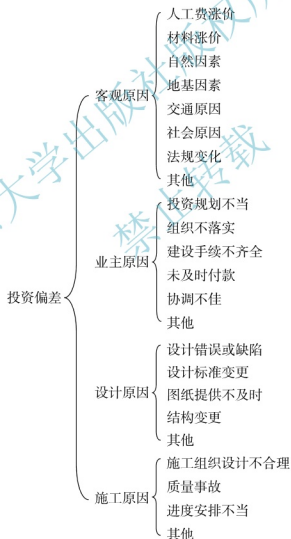 投资偏差
客观原因
人工费涨价
材料涨价
自然因素
地基因素
交通原因
社会原因
法规变化
其他
业主原因
投资规划不当
组织不落实
建设手续不齐全
未及时付款
协调不佳
其他
设计原因
设计错误或缺陷
设计标准变更
图纸提供不及时
结构变更
其他
施工原因
施工组织设计不合理
质量事故
进度安排不当
其他
大学出版社版权所
禁止转载